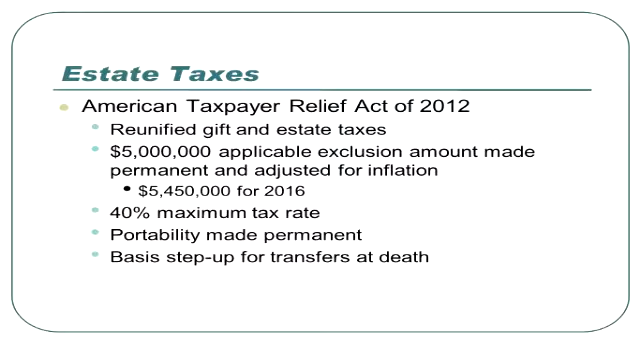 Estate Taxes
American Taxpayer Relief Act of 2012
Reunified gift and estate taxes
$5,000,000 applicable exclusion amount made
permanent and adjusted for inflation
$5,450,000 for 2016
40% maximum tax rate
Portability made permanent
Basis step-up for transfers at death